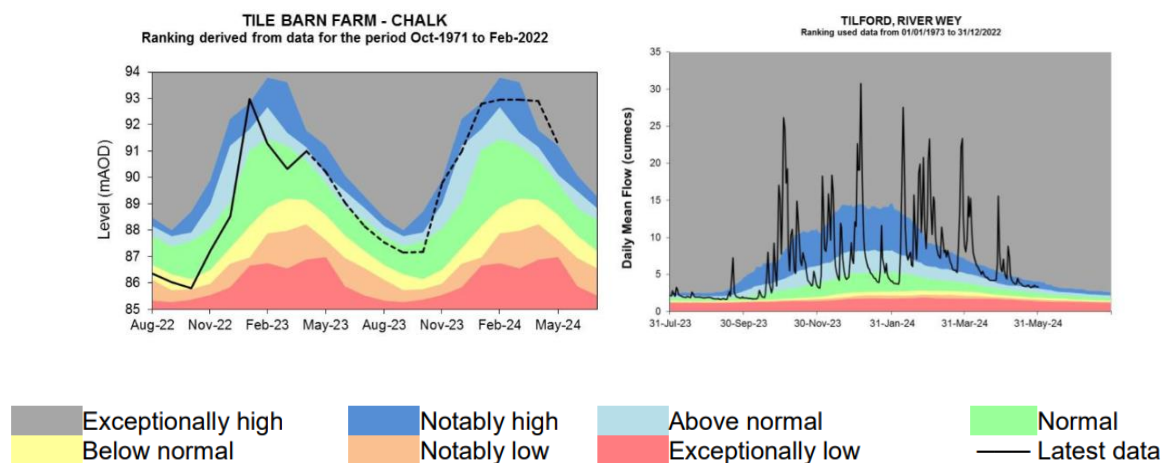 TILE BARN FARM - CHALK
Ranking derived from data for the period Oct-1971 to Feb-2022
Level (mAOD)
94
93
92
91
90
89
88
87
86
85
Aug-22 Nov-22 Feb-23 May-23 Aug-23 Nov-23 Feb-24 May-24
TILFORD, RIVER WEY
Ranking used data from 01/01/1973 to 31/12/2022
Daily Mean Flow (cumecs)
35
30
25
20
15
10
5
0
31-Jul-23 30-Sep-23 30-Nov-23 31-Jan-24 31-Mar-24 31-May-24
Exceptionally high Notably high Above normal Normal
Below normal Notably low Exceptionally low Latest data